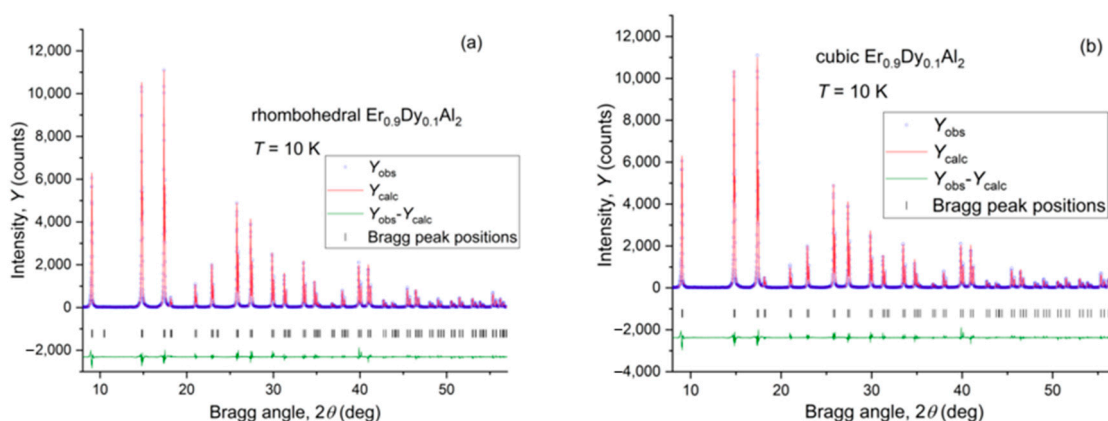 (a)
12,000
10,000
8,000
6,000
4,000
2,000
0
−2,000
Intensity, Y (counts)
rhombohedral Er0.9Dy0.1Al2
T = 10 K
Yobs
Ycalc
Yobs-Ycalc
Bragg peak positions
10 20 30 40 50
Bragg angle, 2θ (deg)
(b)
12,000
10,000
8,000
6,000
4,000
2,000
0
−2,000
−4,000
Intensity, Y (counts)
cubic Er0.9Dy0.1Al2
T = 10 K
Yobs
Ycalc
Yobs-Ycalc
Bragg peak positions
10 20 30 40 50
Bragg angle, 2θ (deg)